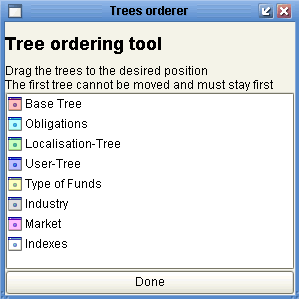 Trees orderer
Tree ordering tool
Drag the trees to the desired position
The first tree cannot be moved and must stay first
Base Tree
Obligations
Localisation-Tree
User-Tree
Type of Funds
Industry
Market
Indexes
Done